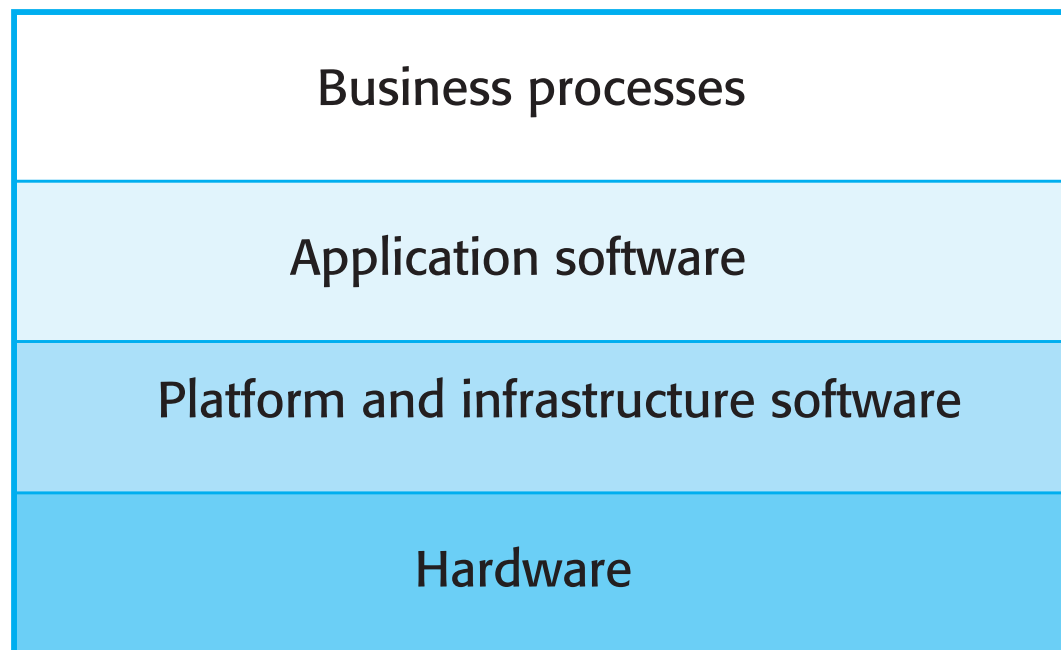 Business processes
Application software
Platform and infrastructure software
Hardware